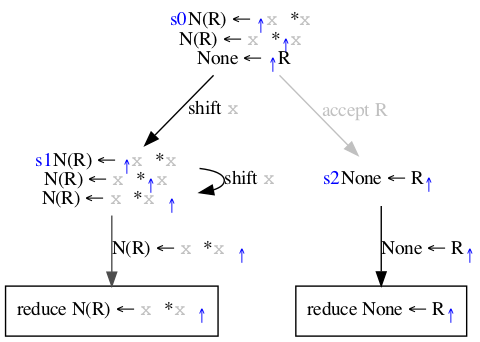 s0N(R) ← ↑x *x
N(R) ← x *↑x
None ← ↑R
shift x
accept R
s1N(R) ← ↑x *x
N(R) ← x *↑x
N(R) ← x *x ↑
shift x
s2None ← R↑
N(R) ← x *x ↑
None ← R↑
reduce N(R) ← x *x ↑
reduce None ← R↑